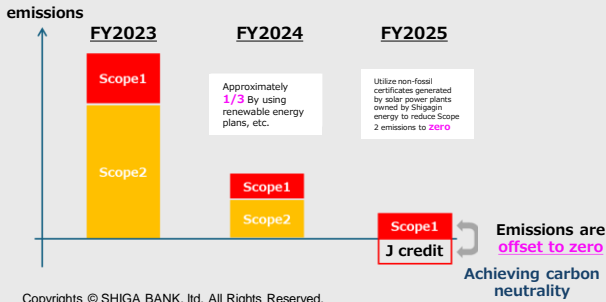 emissions
FY2023
FY2024
FY2025
Scope1
Scope2
Approximately
1/3 By using
renewable energy
plans, etc.
Scope1
Scope2
Utilize non-fossil
certificates generated
by solar power plants
owned by Shigagin
energy to reduce Scope
2 emissions to zero
Scope1
J credit
Emissions are
offset to zero
Achieving carbon
neutrality
Copyrights © SHIGA BANK, ltd. All Rights Reserved.